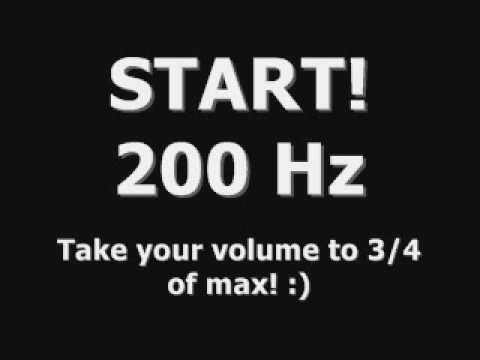 START!
200 Hz
Take your volume to 3/4
of max! :)